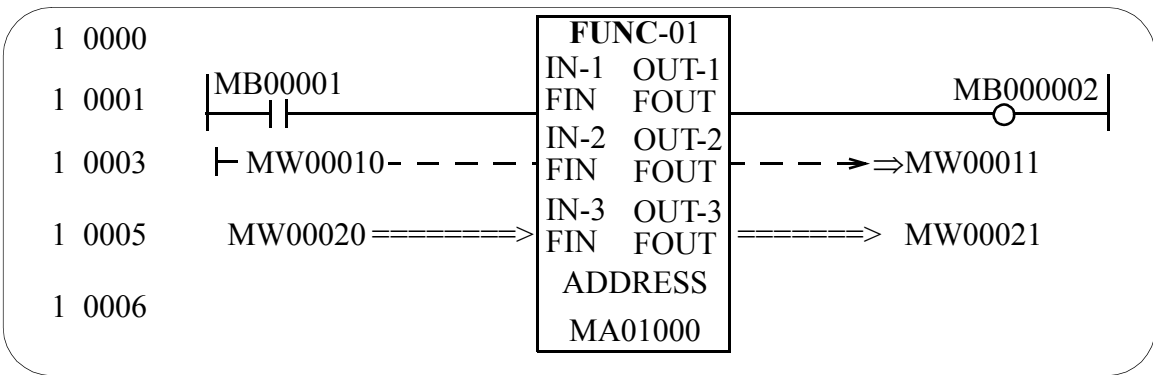 1 0000
FUNC-01
IN-1 OUT-1
1 0001 MB00001 FIN FOUT MB000002
IN-2 OUT-2
1 0003 MW00010 FIN FOUT ⇒MW00011
IN-3 OUT-3
1 0005 MW00020 ========> FIN FOUT =======> MW00021
ADDRESS
1 0006
MA01000